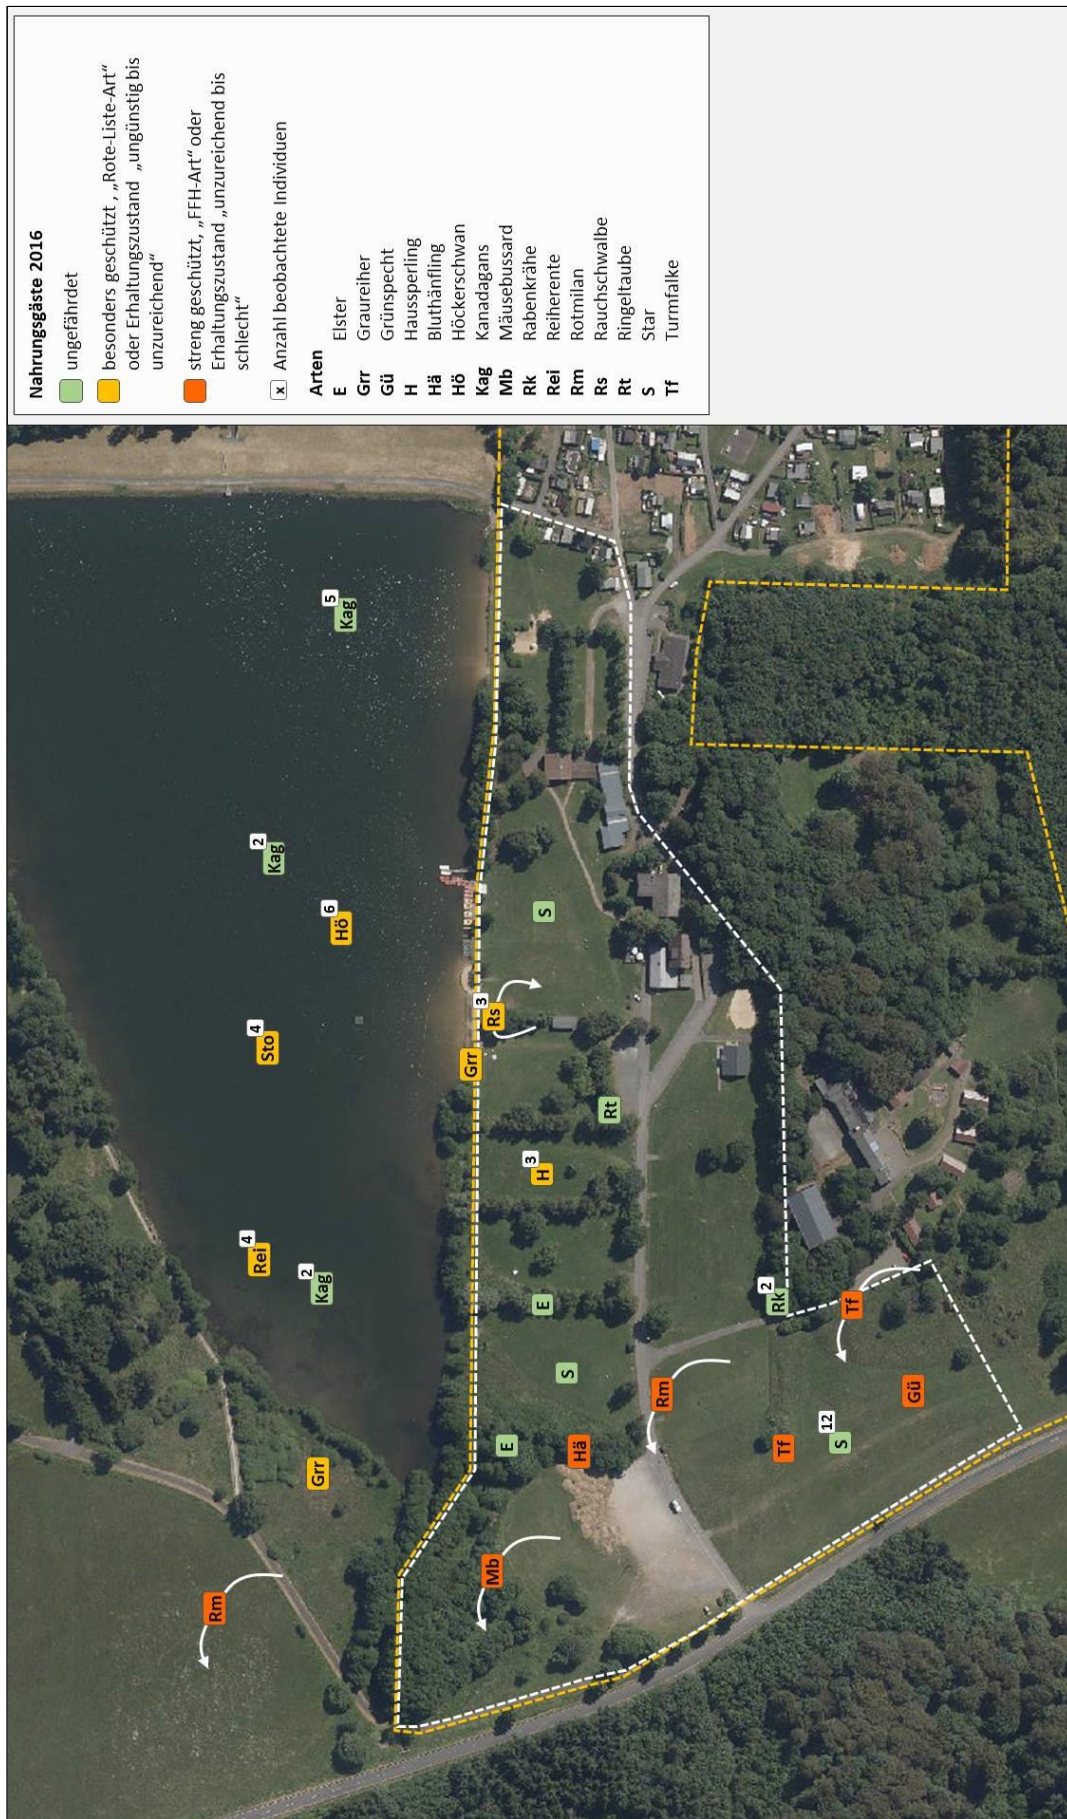 Nahrungsgäste 2016
ungefährdet
besonders geschützt , „Rote-Liste-Art“
oder Erhaltungszustand „ungünstig bis
unzureichend“
streng geschützt, „FFH-Art“ oder
Erhaltungszustand „unzureichend bis
schlecht“
x Anzahl beobachtete Individuen
Arten
E Elster
Grr Graureiher
Gü Grünspecht
H Haussperling
Hä Bluthänfling
Hö Höckerschwan
Kag Kanadagans
Mb Mäusebussard
Rk Rabenkrähe
Rei Reiherente
Rm Rotmilan
Rs Rauchschwalbe
Rt Ringeltaube
S Star
Tf Turmfalke
Rm
Rei 4
Sto 4
Kag 2
Grr
Kag 2
Hö 6
Kag 5
Grr
Mb
E
Rs 3
E
H 3
S
Hä
S
Rt
Rm
Tf
Rk 2
S 12
Tf
Gü